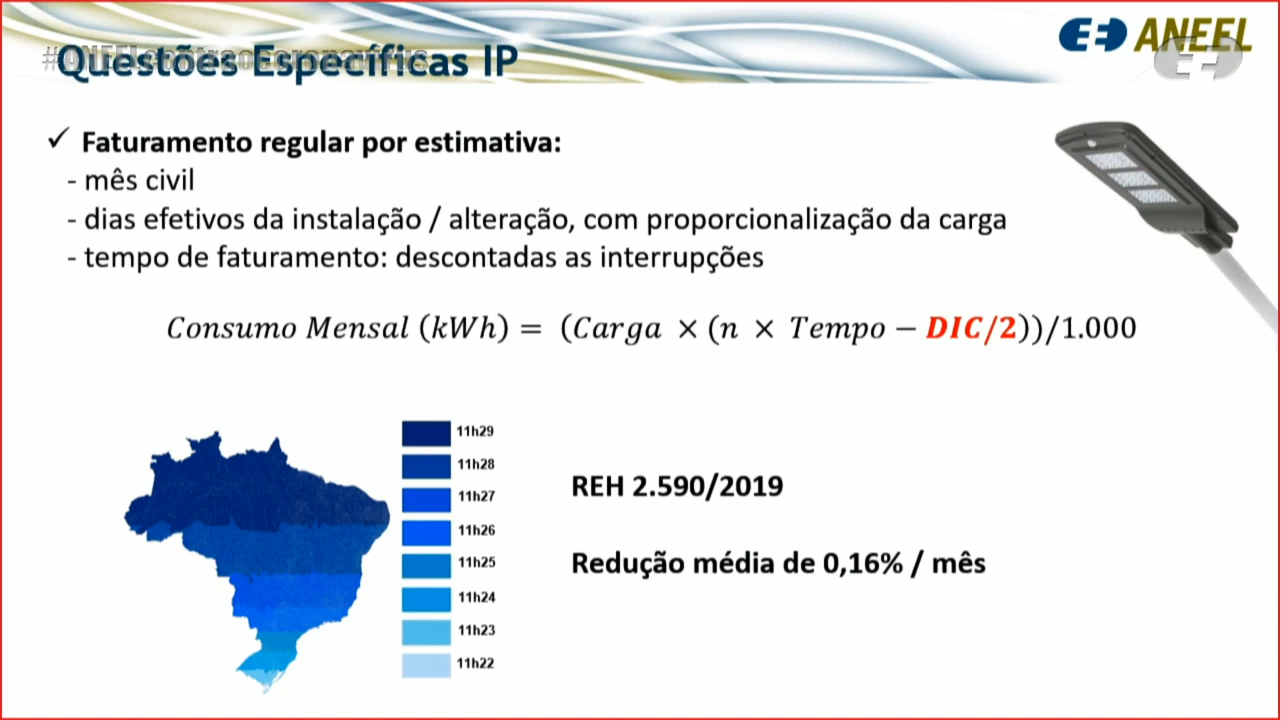 ANEEL
#ANEELcontraocoronavírus
Questões Específicas IP
✓ Faturamento regular por estimativa:
- mês civil
- dias efetivos da instalação / alteração, com proporcionalização da carga
- tempo de faturamento: descontadas as interrupções
Consumo Mensal (kWh) = (Carga × (n × Tempo − DIC/2))/1.000
11h29
11h28
11h27
11h26
11h25
11h24
11h23
11h22
REH 2.590/2019
Redução média de 0,16% / mês